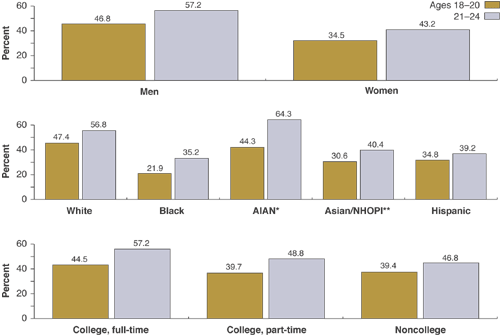 Ages 18–20
21–24
Percent
60
40
20
0
46.8 57.2 34.5 43.2
Men Women
Percent
60
40
20
0
47.4 56.8 21.9 35.2 44.3 64.3 30.6 40.4 34.8 39.2
White Black AIAN* Asian/NHOPI** Hispanic
Percent
60
40
20
0
44.5 57.2 39.7 48.8 39.4 46.8
College, full-time College, part-time Noncollege